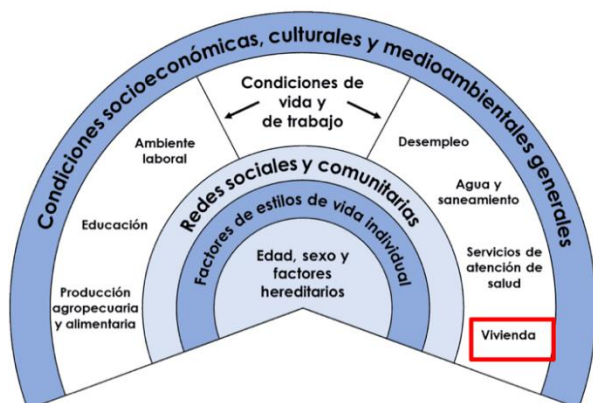 Condiciones socioeconómicas, culturales y medioambientales generales
Condiciones de
vida y
de trabajo
Ambiente
laboral
Desempleo
Redes sociales y comunitarias
Agua y
saneamiento
Educación
Factores de estilos de vida individual
Servicios de
atención de
salud
Edad, sexo y
factores
hereditarios
Producción
agropecuaria
y alimentaria
Vivienda